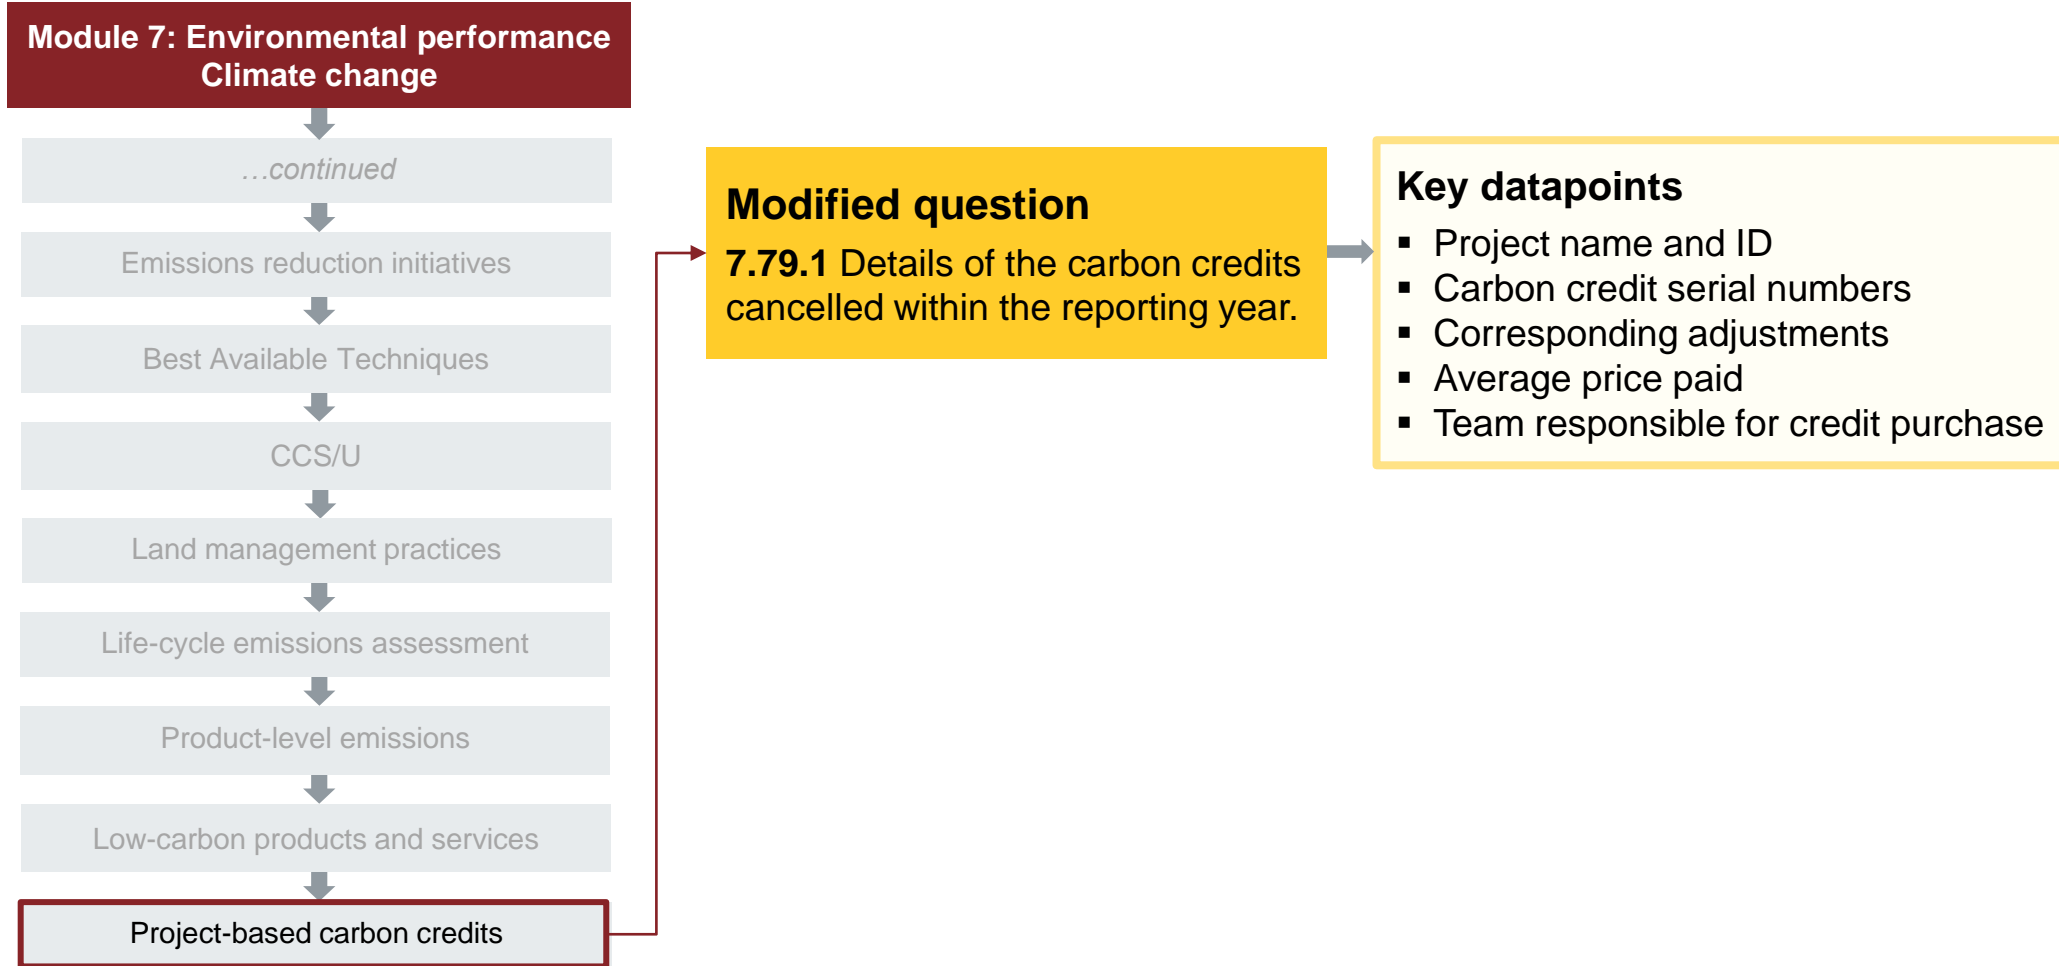 Module 7: Environmental performance
Climate change
…continued
Emissions reduction initiatives
Best Available Techniques
CCS/U
Land management practices
Life-cycle emissions assessment
Product-level emissions
Low-carbon products and services
Project-based carbon credits
Modified question
7.79.1 Details of the carbon credits
cancelled within the reporting year.
Key datapoints
▪ Project name and ID
▪ Carbon credit serial numbers
▪ Corresponding adjustments
▪ Average price paid
▪ Team responsible for credit purchase